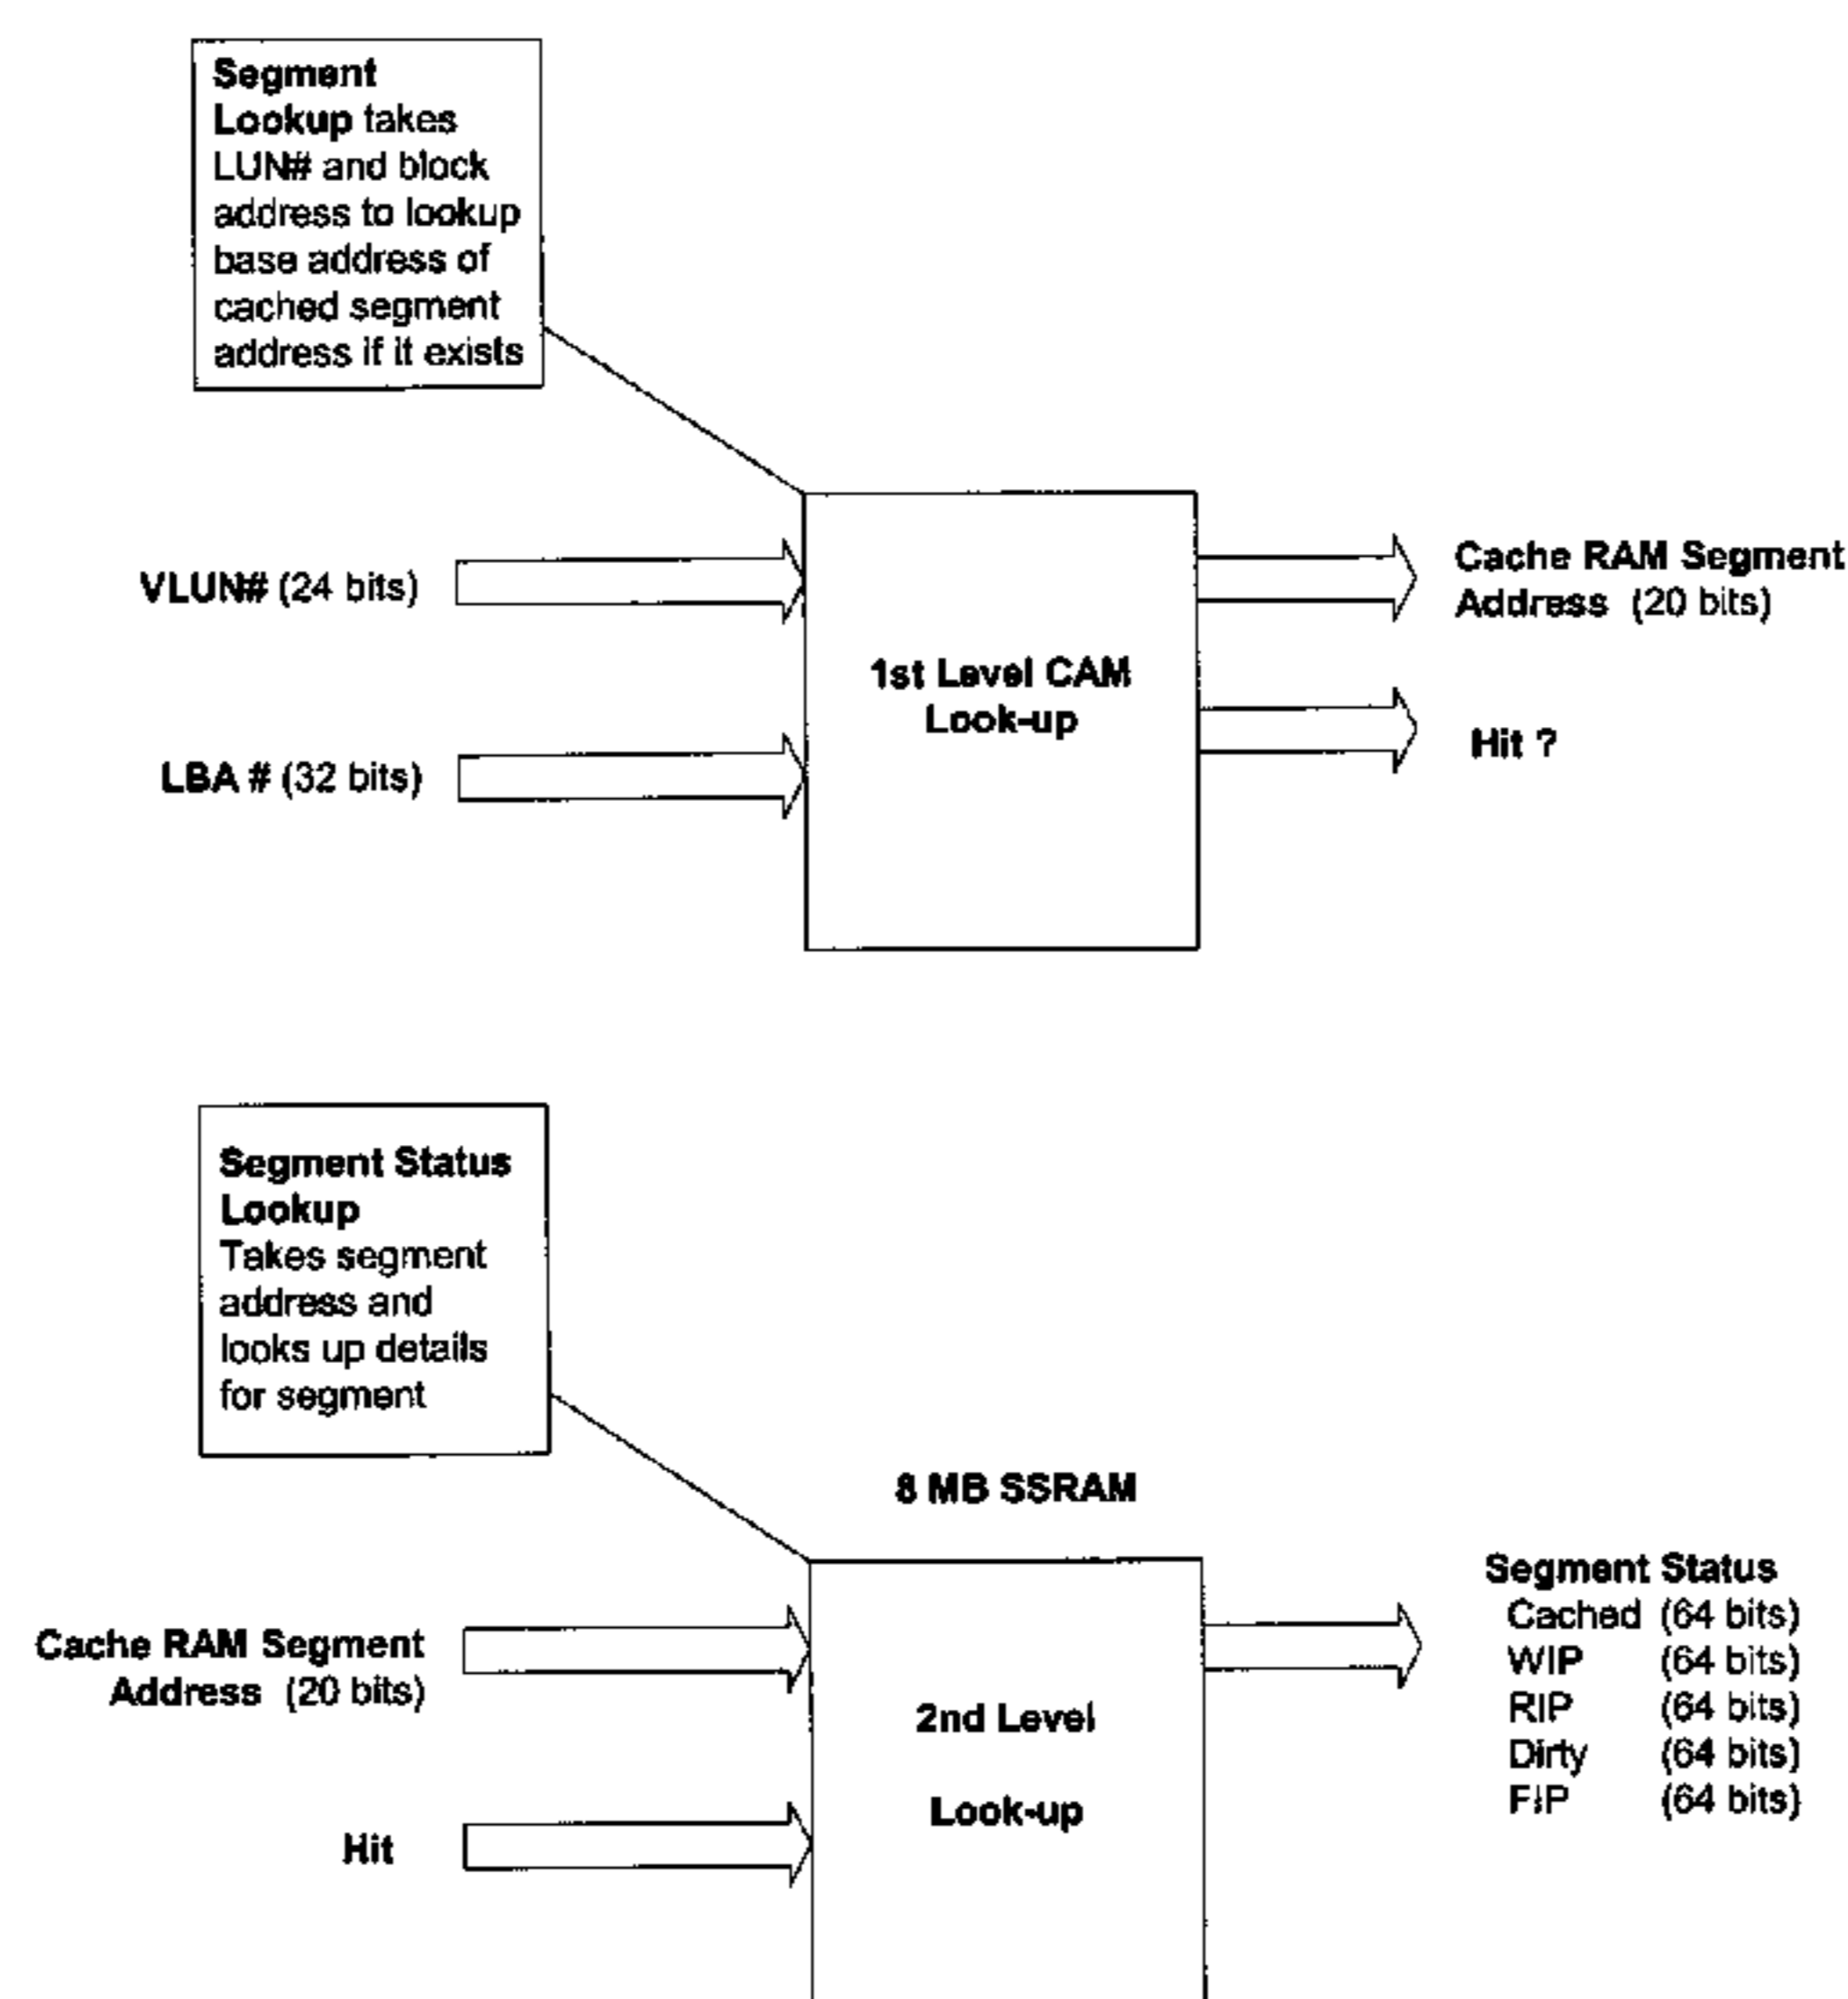 Segment
Lookup takes
LUN# and block
address to lookup
base address of
cached segment
address if it exists
VLUN# (24 bits)
LBA # (32 bits)
1st Level CAM
Look-up
Cache RAM Segment
Address (20 bits)
Hit ?
Segment Status
Lookup
Takes segment
address and
looks up details
for segment
8 MB SSRAM
Cache RAM Segment
Address (20 bits)
Hit
2nd Level
Look-up
Segment Status
Cached (64 bits)
WIP (64 bits)
RIP (64 bits)
Dirty (64 bits)
FIP (64 bits)